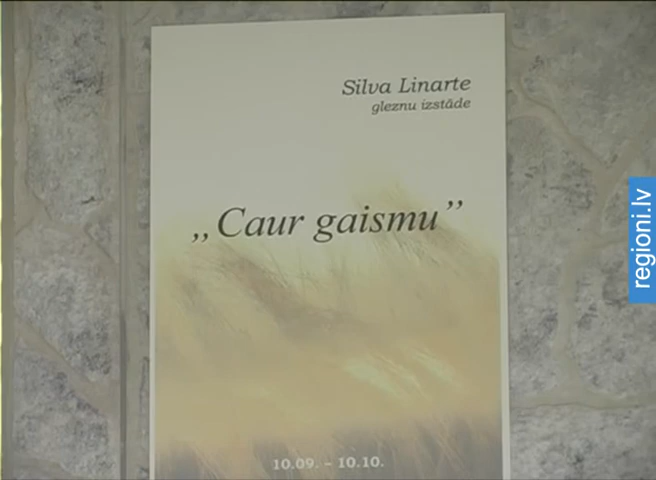 Silva Linarte
gleznu izstāde
„Caur gaismu”
10.09. – 10.10.
regioni.lv